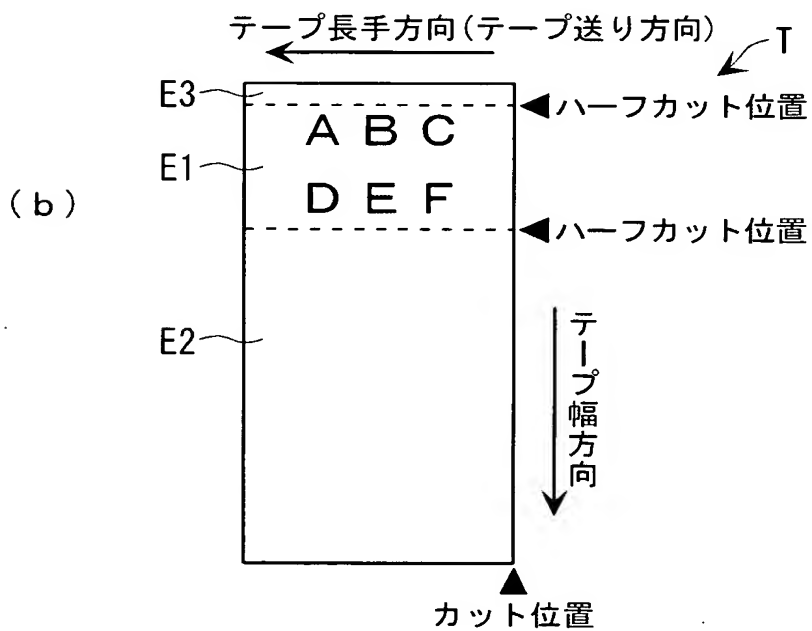 テープ長手方向(テープ送り方向)
T
E3
ハーフカット位置
A B C
E1
(b)
D E F
ハーフカット位置
E2
テープ幅方向
カット位置